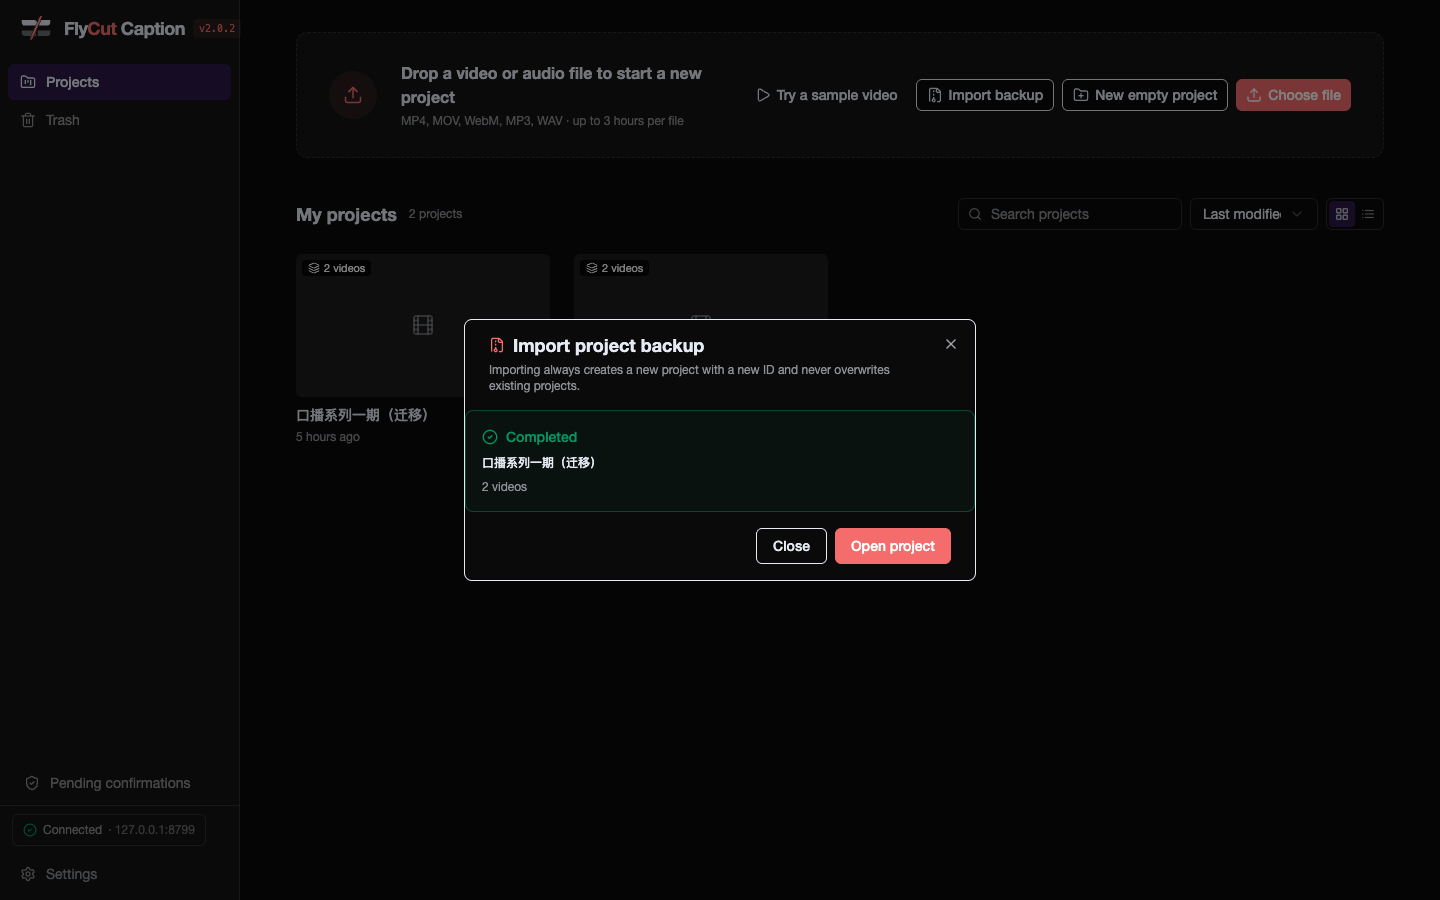 FlyCut Caption v2.0.2
Projects
Trash
Drop a video or audio file to start a new
project
MP4, MOV, WebM, MP3, WAV · up to 3 hours per file
Try a sample video
Import backup
New empty project
Choose file
My projects 2 projects
Search projects
Last modifie
2 videos
2 videos
口播系列一期（迁移）
5 hours ago
Import project backup
Importing always creates a new project with a new ID and never overwrites
existing projects.
Completed
口播系列一期（迁移）
2 videos
Close
Open project
Pending confirmations
Connected · 127.0.0.1:8799
Settings